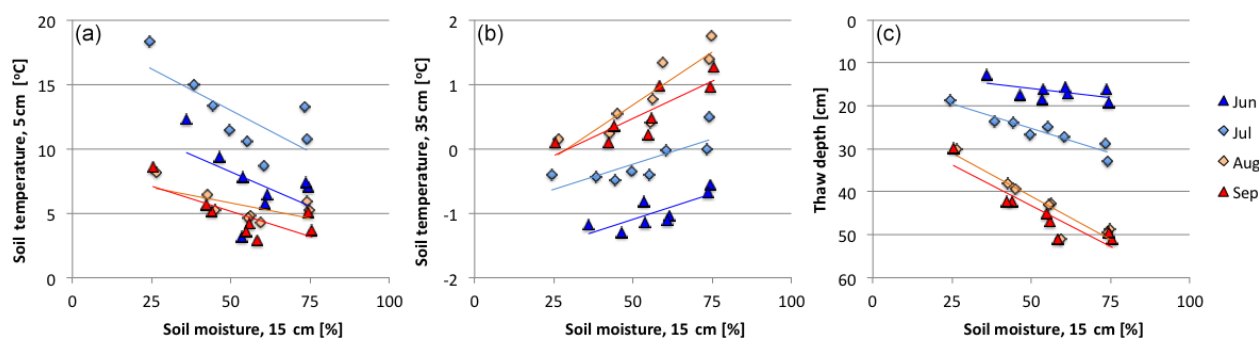 (a)
Soil temperature, 5cm [°C]
20
15
10
5
0
0 25 50 75 100
Soil moisture, 15 cm [%]
(b)
Soil temperature, 35 cm [°C]
2
1
0
-1
-2
0 25 50 75 100
Soil moisture, 15 cm [%]
(c)
Thaw depth [cm]
0
10
20
30
40
50
60
0 25 50 75 100
Soil moisture, 15 cm [%]
Jun
Jul
Aug
Sep